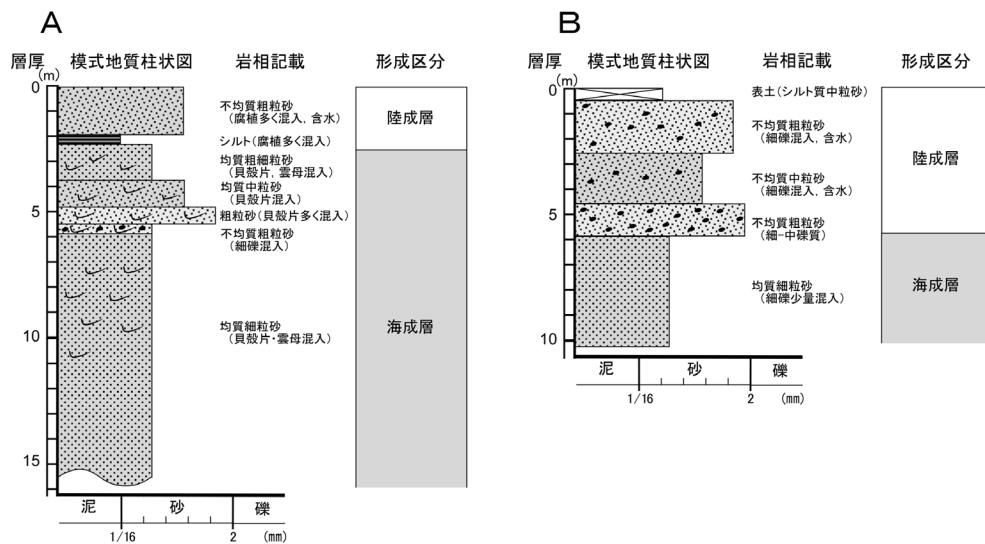 A
層厚 模式地質柱状図 岩相記載 形成区分
(m)
0
不均質粗粒砂
(腐植多く混入, 含水)
陸成層
シルト(腐植多く混入)
均質粗細粒砂
(貝殻片, 雲母混入)
均質中粒砂
(貝殻片混入)
5
粗粒砂(貝殻片多く混入)
不均質粗粒砂
(細礫混入)
海成層
均質細粒砂
(貝殻片・雲母混入)
10
15
泥 砂 礫
1/16 2 (mm)
B
層厚 模式地質柱状図 岩相記載 形成区分
(m)
0
表土(シルト質中粒砂)
不均質粗粒砂
(細礫混入, 含水)
陸成層
不均質中粒砂
(細礫混入, 含水)
5
不均質粗粒砂
(細-中礫質)
海成層
均質細粒砂
(細礫少量混入)
10
泥 砂 礫
1/16 2 (mm)